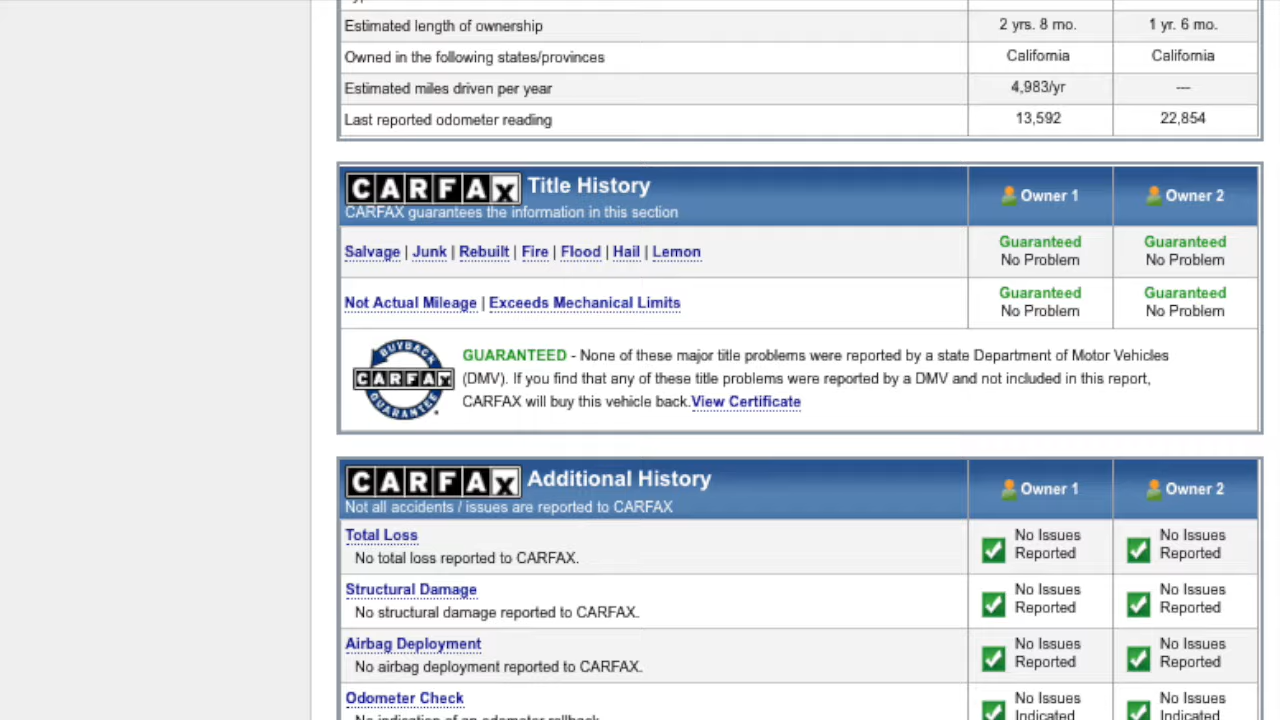 Estimated length of ownership 2 yrs. 8 mo. 1 yr. 6 mo.
Owned in the following states/provinces California California
Estimated miles driven per year 4,983/yr ---
Last reported odometer reading 13,592 22,854
CARFAX Title History Owner 1 Owner 2
CARFAX guarantees the information in this section
Salvage | Junk | Rebuilt | Fire | Flood | Hail | Lemon Guaranteed No Problem Guaranteed No Problem
Not Actual Mileage | Exceeds Mechanical Limits Guaranteed No Problem Guaranteed No Problem
BUYBACK CARFAX GUARANTEE
GUARANTEED - None of these major title problems were reported by a state Department of Motor Vehicles
(DMV). If you find that any of these title problems were reported by a DMV and not included in this report,
CARFAX will buy this vehicle back.View Certificate
CARFAX Additional History Owner 1 Owner 2
Not all accidents / issues are reported to CARFAX
Total Loss No Issues Reported No Issues Reported
No total loss reported to CARFAX.
Structural Damage No Issues Reported No Issues Reported
No structural damage reported to CARFAX.
Airbag Deployment No Issues Reported No Issues Reported
No airbag deployment reported to CARFAX.
Odometer Check No Issues Indicated No Issues Indicated
No indication of an odometer rollback.